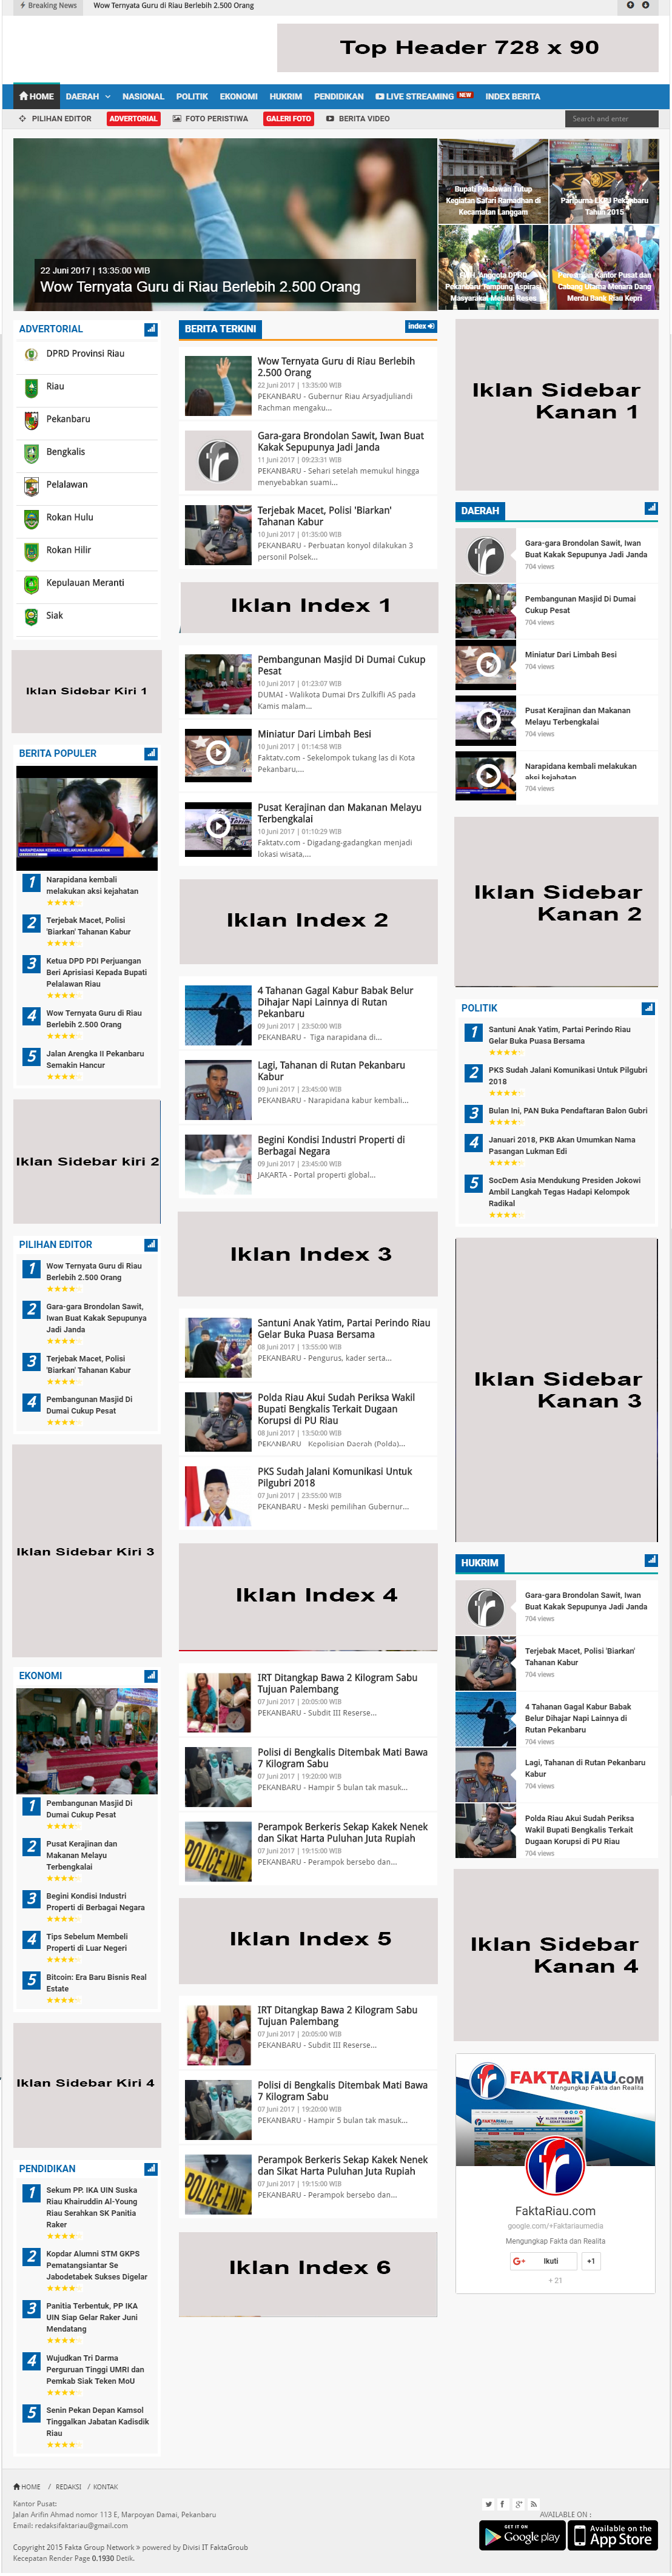 Breaking News
Wow Ternyata Guru di Riau Berlebih 2.500 Orang
Top Header 728 x 90
HOME
DAERAH
NASIONAL
POLITIK
EKONOMI
HUKRIM
PENDIDIKAN
LIVE STREAMING NEW
INDEX BERITA
PILIHAN EDITOR
ADVERTORIAL
FOTO PERISTIWA
GALERI FOTO
BERITA VIDEO
Search and enter
22 Juni 2017 | 13:35:00 WIB
Wow Ternyata Guru di Riau Berlebih 2.500 Orang
Bupati Pelalawan Tutup
Kegiatan Safari Ramadhan di
Kecamatan Langgam
Paripurna LKPJ Pekanbaru
Tahun 2015
Anggota DPRD
Pekanbaru Nimpung Aspirasi
Masyarakat Melalui Reses
Peresmian Kantor Pusat dan
Cabang Utama Menara Dang
Merdu Bank Riau Kepri
ADVERTORIAL
DPRD Provinsi Riau
Riau
Pekanbaru
Bengkalis
Pelalawan
Rokan Hulu
Rokan Hilir
Kepulauan Meranti
Siak
Iklan Sidebar Kiri 1
BERITA POPULER
NARAPIDANA KEMBALI MELAKUKAN KEJAHATAN
1
Narapidana kembali
melakukan aksi kejahatan
2
Terjebak Macet, Polisi
'Biarkan' Tahanan Kabur
3
Ketua DPD PDI Perjuangan
Beri Aprisiasi Kepada Bupati
Pelalawan Riau
4
Wow Ternyata Guru di Riau
Berlebih 2.500 Orang
5
Jalan Arengka II Pekanbaru
Semakin Hancur
Iklan Sidebar kiri 2
PILIHAN EDITOR
1
Wow Ternyata Guru di Riau
Berlebih 2.500 Orang
2
Gara-gara Brondolan Sawit,
Iwan Buat Kakak Sepupunya
Jadi Janda
3
Terjebak Macet, Polisi
'Biarkan' Tahanan Kabur
4
Pembangunan Masjid Di
Dumai Cukup Pesat
Iklan Sidebar Kiri 3
EKONOMI
1
Pembangunan Masjid Di
Dumai Cukup Pesat
2
Pusat Kerajinan dan
Makanan Melayu
Terbengkalai
3
Begini Kondisi Industri
Properti di Berbagai Negara
4
Tips Sebelum Membeli
Properti di Luar Negeri
5
Bitcoin: Era Baru Bisnis Real
Estate
Iklan Sidebar Kiri 4
PENDIDIKAN
1
Sekum PP. IKA UIN Suska
Riau Khairuddin Al-Young
Riau Serahkan SK Panitia
Raker
2
Kopdar Alumni STM GKPS
Pematangsiantar Se
Jabodetabek Sukses Digelar
3
Panitia Terbentuk, PP IKA
UIN Siap Gelar Raker Juni
Mendatang
4
Wujudkan Tri Darma
Perguruan Tinggi UMRI dan
Pemkab Siak Teken MoU
5
Senin Pekan Depan Kamsol
Tinggalkan Jabatan Kadisdik
Riau
BERITA TERKINI
index
Wow Ternyata Guru di Riau Berlebih
2.500 Orang
22 Juni 2017 | 13:35:00 WIB
PEKANBARU - Gubernur Riau Arsyadjuliandi
Rachman mengaku...
Gara-gara Brondolan Sawit, Iwan Buat
Kakak Sepupunya Jadi Janda
11 Juni 2017 | 09:23:31 WIB
PEKANBARU - Sehari setelah memukul hingga
menyebabkan suami...
Terjebak Macet, Polisi 'Biarkan'
Tahanan Kabur
10 Juni 2017 | 01:35:00 WIB
PEKANBARU - Perbuatan konyol dilakukan 3
personil Polsek...
Iklan Index 1
Pembangunan Masjid Di Dumai Cukup
Pesat
10 Juni 2017 | 01:23:07 WIB
DUMAI - Walikota Dumai Drs Zulkifli AS pada
Kamis malam...
Miniatur Dari Limbah Besi
10 Juni 2017 | 01:14:58 WIB
Faktatv.com - Sekelompok tukang las di Kota
Pekanbaru,...
Pusat Kerajinan dan Makanan Melayu
Terbengkalai
10 Juni 2017 | 01:10:29 WIB
Faktatv.com - Digadang-gadangkan menjadi
lokasi wisata,...
Iklan Index 2
4 Tahanan Gagal Kabur Babak Belur
Dihajar Napi Lainnya di Rutan
Pekanbaru
09 Juni 2017 | 23:50:00 WIB
PEKANBARU - Tiga narapidana di...
Lagi, Tahanan di Rutan Pekanbaru
Kabur
09 Juni 2017 | 23:45:00 WIB
PEKANBARU - Narapidana kabur kembali...
Begini Kondisi Industri Properti di
Berbagai Negara
09 Juni 2017 | 23:45:00 WIB
JAKARTA - Portal properti global...
Iklan Index 3
Santuni Anak Yatim, Partai Perindo Riau
Gelar Buka Puasa Bersama
08 Juni 2017 | 13:55:00 WIB
PEKANBARU - Pengurus, kader serta...
Polda Riau Akui Sudah Periksa Wakil
Bupati Bengkalis Terkait Dugaan
Korupsi di PU Riau
08 Juni 2017 | 13:50:00 WIB
PEKANBARU - Kepolisian Daerah (Polda)...
PKS Sudah Jalani Komunikasi Untuk
Pilgubri 2018
07 Juni 2017 | 23:55:00 WIB
PEKANBARU - Meski pemilihan Gubernur...
Iklan Index 4
IRT Ditangkap Bawa 2 Kilogram Sabu
Tujuan Palembang
07 Juni 2017 | 20:05:00 WIB
PEKANBARU - Subdit III Reserse...
Polisi di Bengkalis Ditembak Mati Bawa
7 Kilogram Sabu
07 Juni 2017 | 19:20:00 WIB
PEKANBARU - Hampir 5 bulan tak masuk...
Perampok Berkeris Sekap Kakek Nenek
dan Sikat Harta Puluhan Juta Rupiah
07 Juni 2017 | 19:15:00 WIB
PEKANBARU - Perampok bersebo dan...
POLICE LINE
Iklan Index 5
IRT Ditangkap Bawa 2 Kilogram Sabu
Tujuan Palembang
07 Juni 2017 | 20:05:00 WIB
PEKANBARU - Subdit III Reserse...
Polisi di Bengkalis Ditembak Mati Bawa
7 Kilogram Sabu
07 Juni 2017 | 19:20:00 WIB
PEKANBARU - Hampir 5 bulan tak masuk...
Perampok Berkeris Sekap Kakek Nenek
dan Sikat Harta Puluhan Juta Rupiah
07 Juni 2017 | 19:15:00 WIB
PEKANBARU - Perampok bersebo dan...
POLICE LINE
Iklan Index 6
Iklan Sidebar
Kanan 1
DAERAH
Gara-gara Brondolan Sawit, Iwan
Buat Kakak Sepupunya Jadi Janda
704 views
Pembangunan Masjid Di Dumai
Cukup Pesat
704 views
Miniatur Dari Limbah Besi
704 views
Pusat Kerajinan dan Makanan
Melayu Terbengkalai
704 views
Narapidana kembali melakukan
aksi kejahatan
704 views
Iklan Sidebar
Kanan 2
POLITIK
1
Santuni Anak Yatim, Partai Perindo Riau
Gelar Buka Puasa Bersama
2
PKS Sudah Jalani Komunikasi Untuk Pilgubri
2018
3
Bulan Ini, PAN Buka Pendaftaran Balon Gubri
4
Januari 2018, PKB Akan Umumkan Nama
Pasangan Lukman Edi
5
SocDem Asia Mendukung Presiden Jokowi
Ambil Langkah Tegas Hadapi Kelompok
Radikal
Iklan Sidebar
Kanan 3
HUKRIM
Gara-gara Brondolan Sawit, Iwan
Buat Kakak Sepupunya Jadi Janda
704 views
Terjebak Macet, Polisi 'Biarkan'
Tahanan Kabur
704 views
4 Tahanan Gagal Kabur Babak
Belur Dihajar Napi Lainnya di
Rutan Pekanbaru
704 views
Lagi, Tahanan di Rutan Pekanbaru
Kabur
704 views
Polda Riau Akui Sudah Periksa
Wakil Bupati Bengkalis Terkait
Dugaan Korupsi di PU Riau
704 views
Iklan Sidebar
Kanan 4
FAKTARIAU.COM
Mengungkap Fakta dan Realita
FaktaRiau.com
google.com/+Faktariaumedia
Mengungkap Fakta dan Realita
G+ Ikuti
+1
+ 21
HOME / REDAKSI / KONTAK
Kantor Pusat:
Jalan Arifin Ahmad nomor 113 E, Marpoyan Damai, Pekanbaru
Email: redaksifaktariau@gmail.com
Copyright 2015 Fakta Group Network > powered by Divisi IT FaktaGroub
Kecepatan Render Page 0.1930 Detik.
AVAILABLE ON :
GET IT ON
Google play
Available on the
App Store